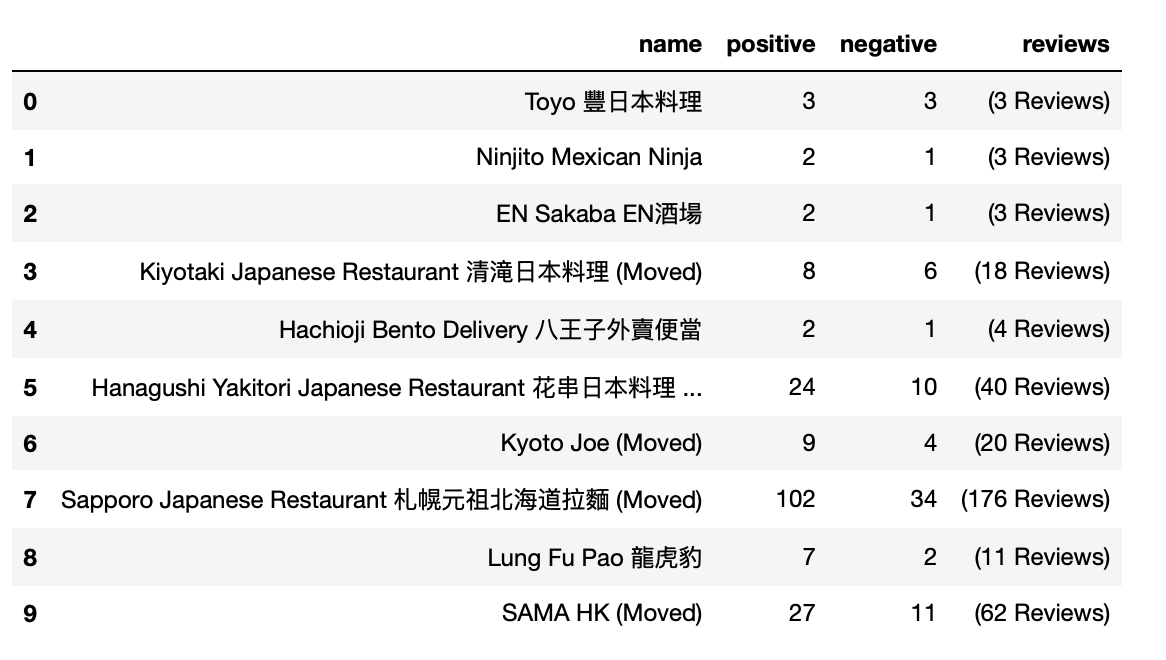 name positive negative reviews
0 Toyo 豐日本料理 3 3 (3 Reviews)
1 Ninjito Mexican Ninja 2 1 (3 Reviews)
2 EN Sakaba EN酒場 2 1 (3 Reviews)
3 Kiyotaki Japanese Restaurant 清滝日本料理 (Moved) 8 6 (18 Reviews)
4 Hachioji Bento Delivery 八王子外賣便當 2 1 (4 Reviews)
5 Hanagushi Yakitori Japanese Restaurant 花串日本料理 ... 24 10 (40 Reviews)
6 Kyoto Joe (Moved) 9 4 (20 Reviews)
7 Sapporo Japanese Restaurant 札幌元祖北海道拉麵 (Moved) 102 34 (176 Reviews)
8 Lung Fu Pao 龍虎豹 7 2 (11 Reviews)
9 SAMA HK (Moved) 27 11 (62 Reviews)